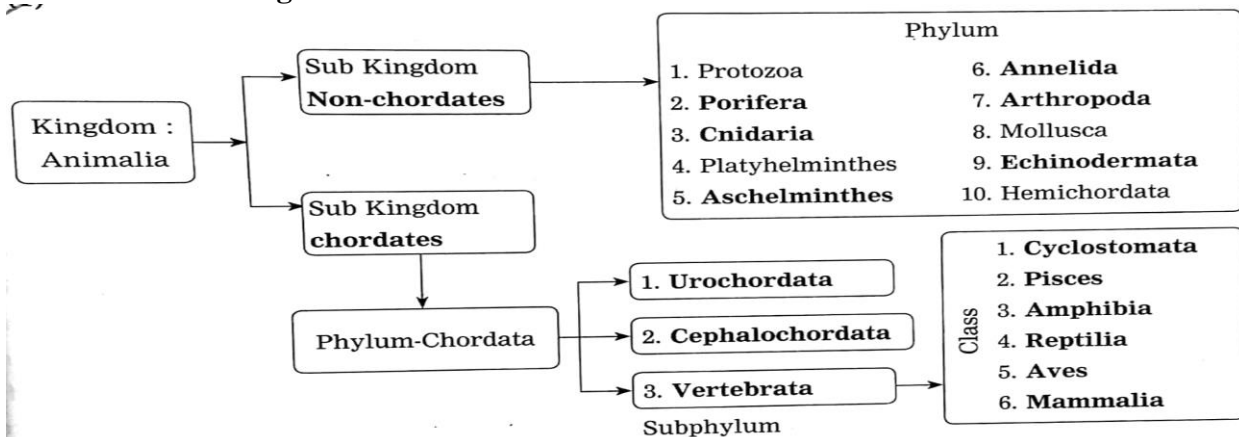 Sub Kingdom
Non-chordates
Kingdom :
Animalia
Sub Kingdom
chordates
Phylum
1. Protozoa
2. Porifera
3. Cnidaria
4. Platyhelminthes
5. Aschelminthes
6. Annelida
7. Arthropoda
8. Mollusca
9. Echinodermata
10. Hemichordata
Phylum-Chordata
1. Urochordata
2. Cephalochordata
3. Vertebrata
Subphylum
Class
1. Cyclostomata
2. Pisces
3. Amphibia
4. Reptilia
5. Aves
6. Mammalia